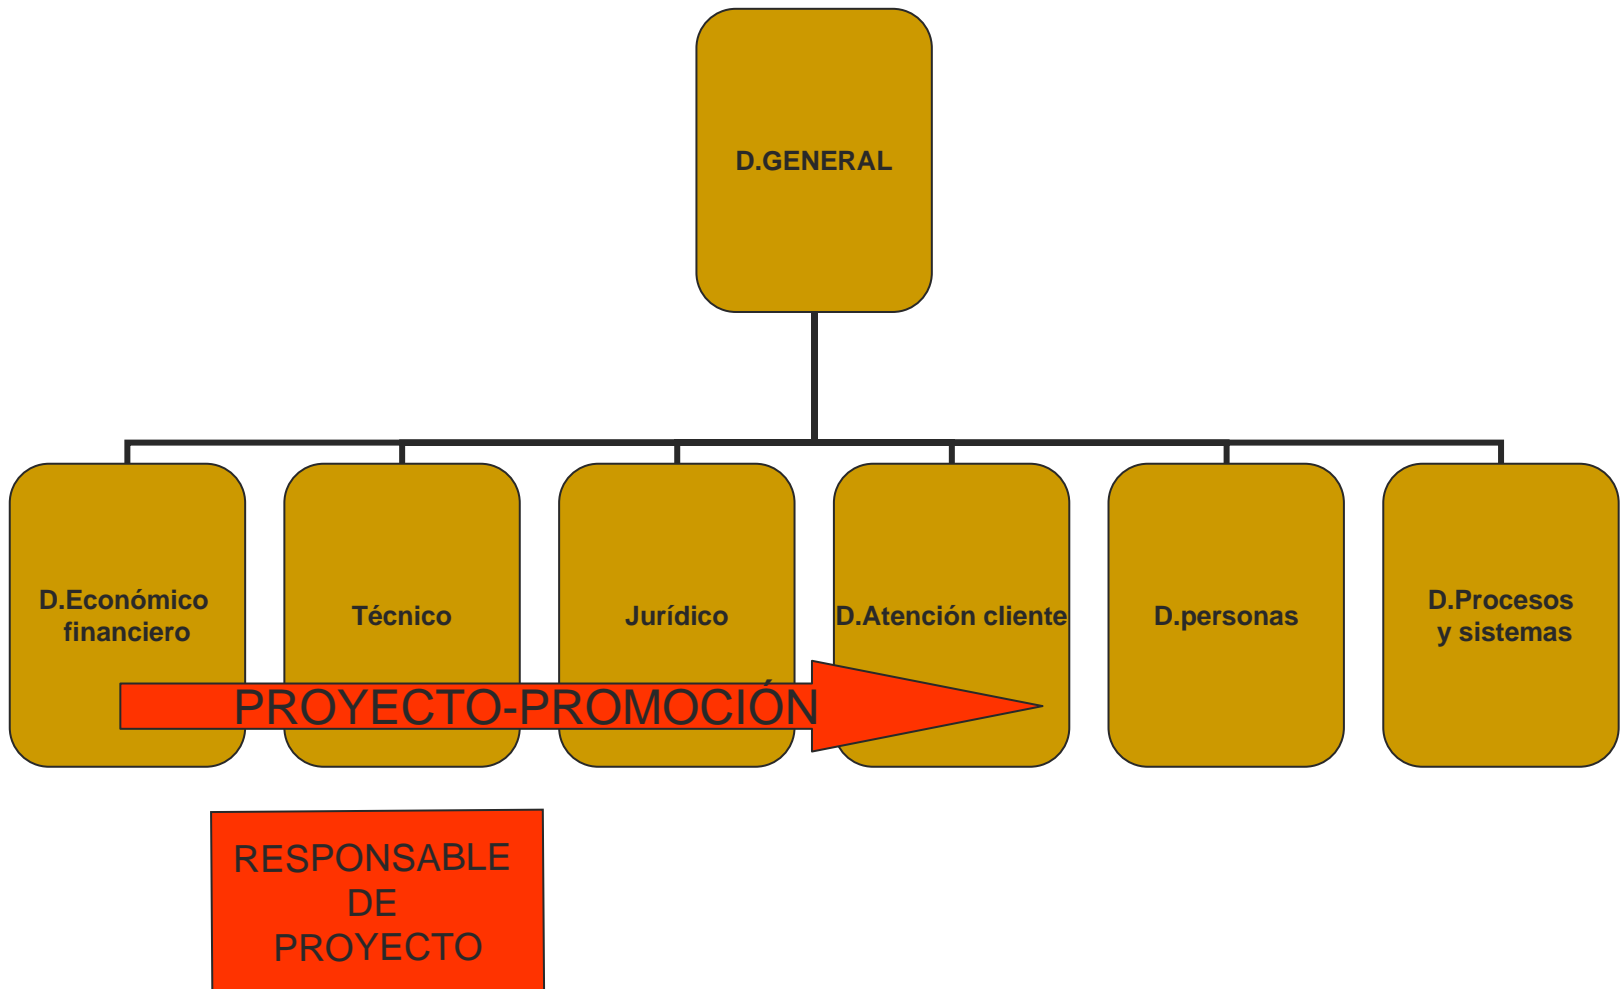 D.GENERAL
D.Económico
financiero
Técnico
Jurídico
D.Atención cliente
D.personas
D.Procesos
y sistemas
PROYECTO-PROMOCIÓN
RESPONSABLE
DE
PROYECTO